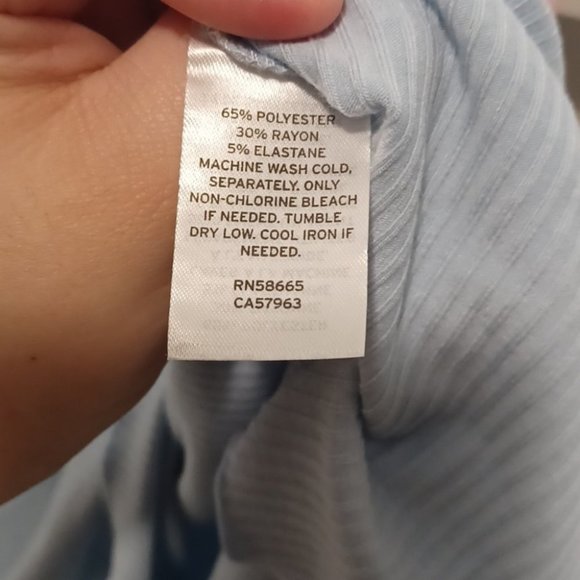 65% POLYESTER
30% RAYON
5% ELASTANE
MACHINE WASH COLD,
SEPARATELY. ONLY
NON-CHLORINE BLEACH
IF NEEDED. TUMBLE
DRY LOW. COOL IRON IF
NEEDED.
RN58665
CA57963